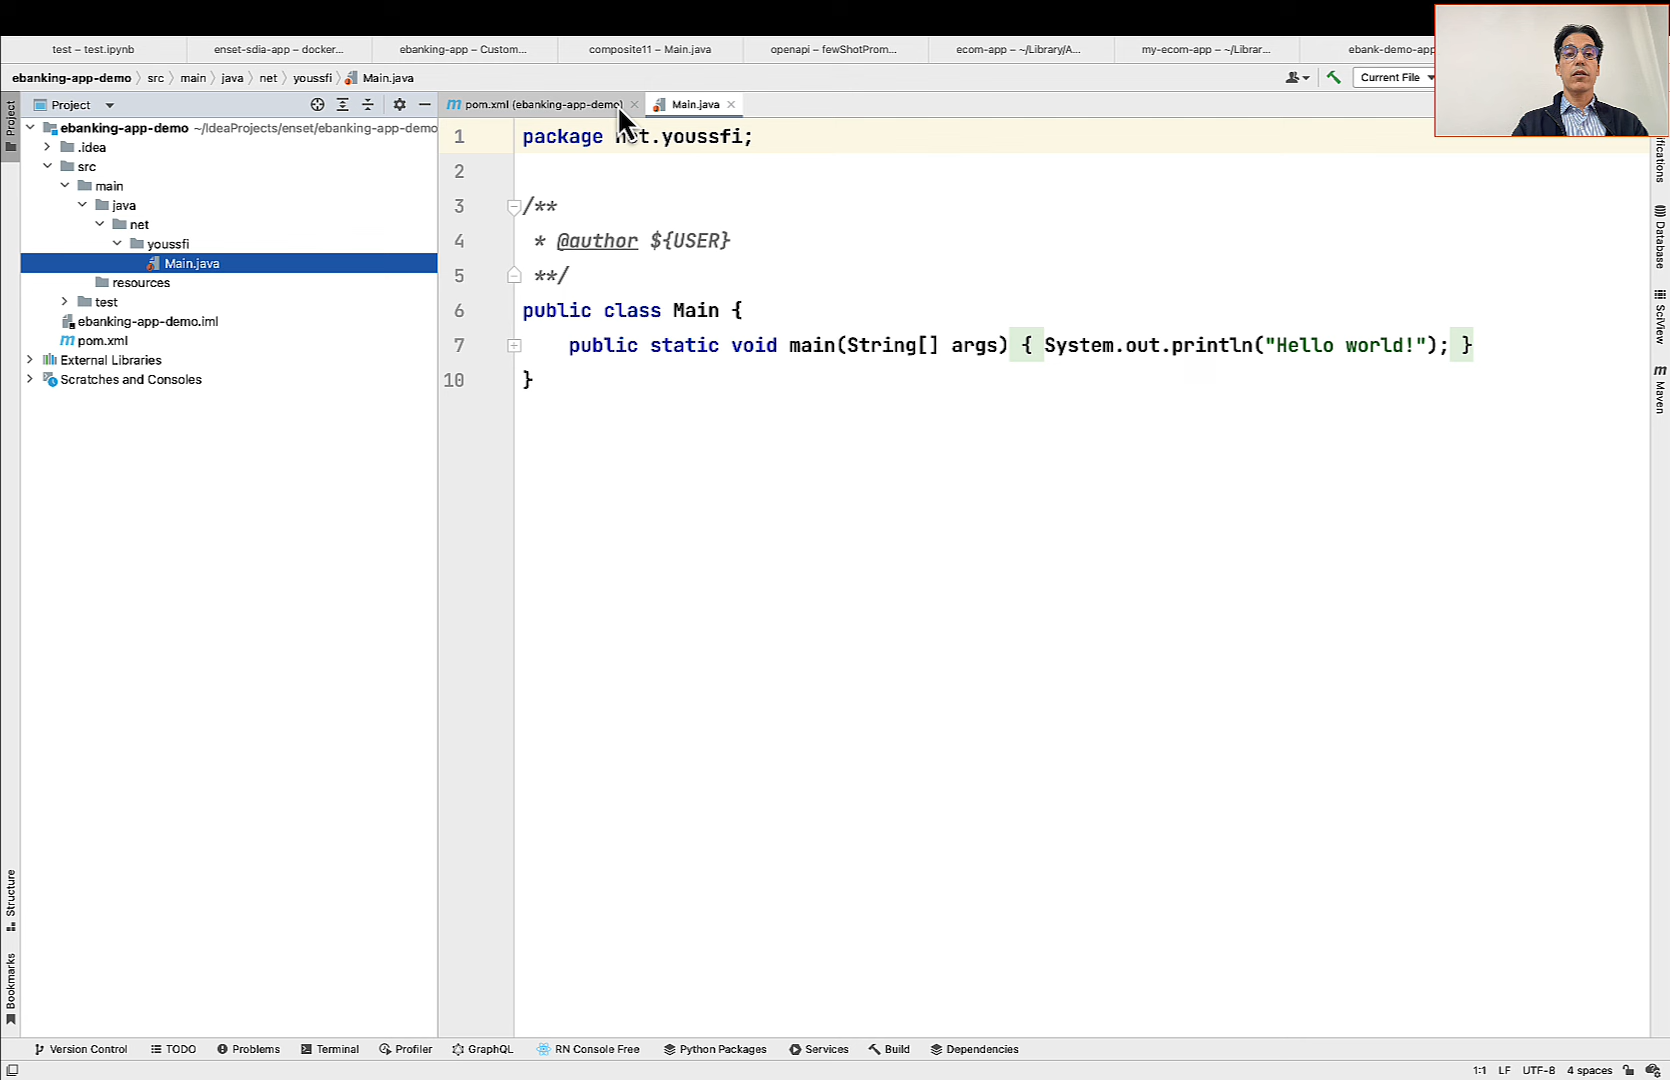 test – test.ipynb
enset-sdia-app – docker...
ebanking-app – Custom...
composite11 – Main.java
openapi – fewShotProm...
ecom-app – ~/Library/A...
my-ecom-app – ~/Librar...
ebank-demo-app
ebanking-app-demo src main java net youssfi Main.java
Current File
Project
pom.xml (ebanking-app-demo)
Main.java
Project
ebanking-app-demo ~/IdeaProjects/enset/ebanking-app-demo
.idea
src
main
java
net
youssfi
Main.java
resources
test
ebanking-app-demo.iml
pom.xml
External Libraries
Scratches and Consoles
1 package net.youssfi;
2
3 /**
4 * @author ${USER}
5 **/
6 public class Main {
7 public static void main(String[] args) { System.out.println("Hello world!"); }
10 }
Database
SciView
Maven
Structure
Bookmarks
Version Control
TODO
Problems
Terminal
Profiler
GraphQL
RN Console Free
Python Packages
Services
Build
Dependencies
1:1 LF UTF-8 4 spaces